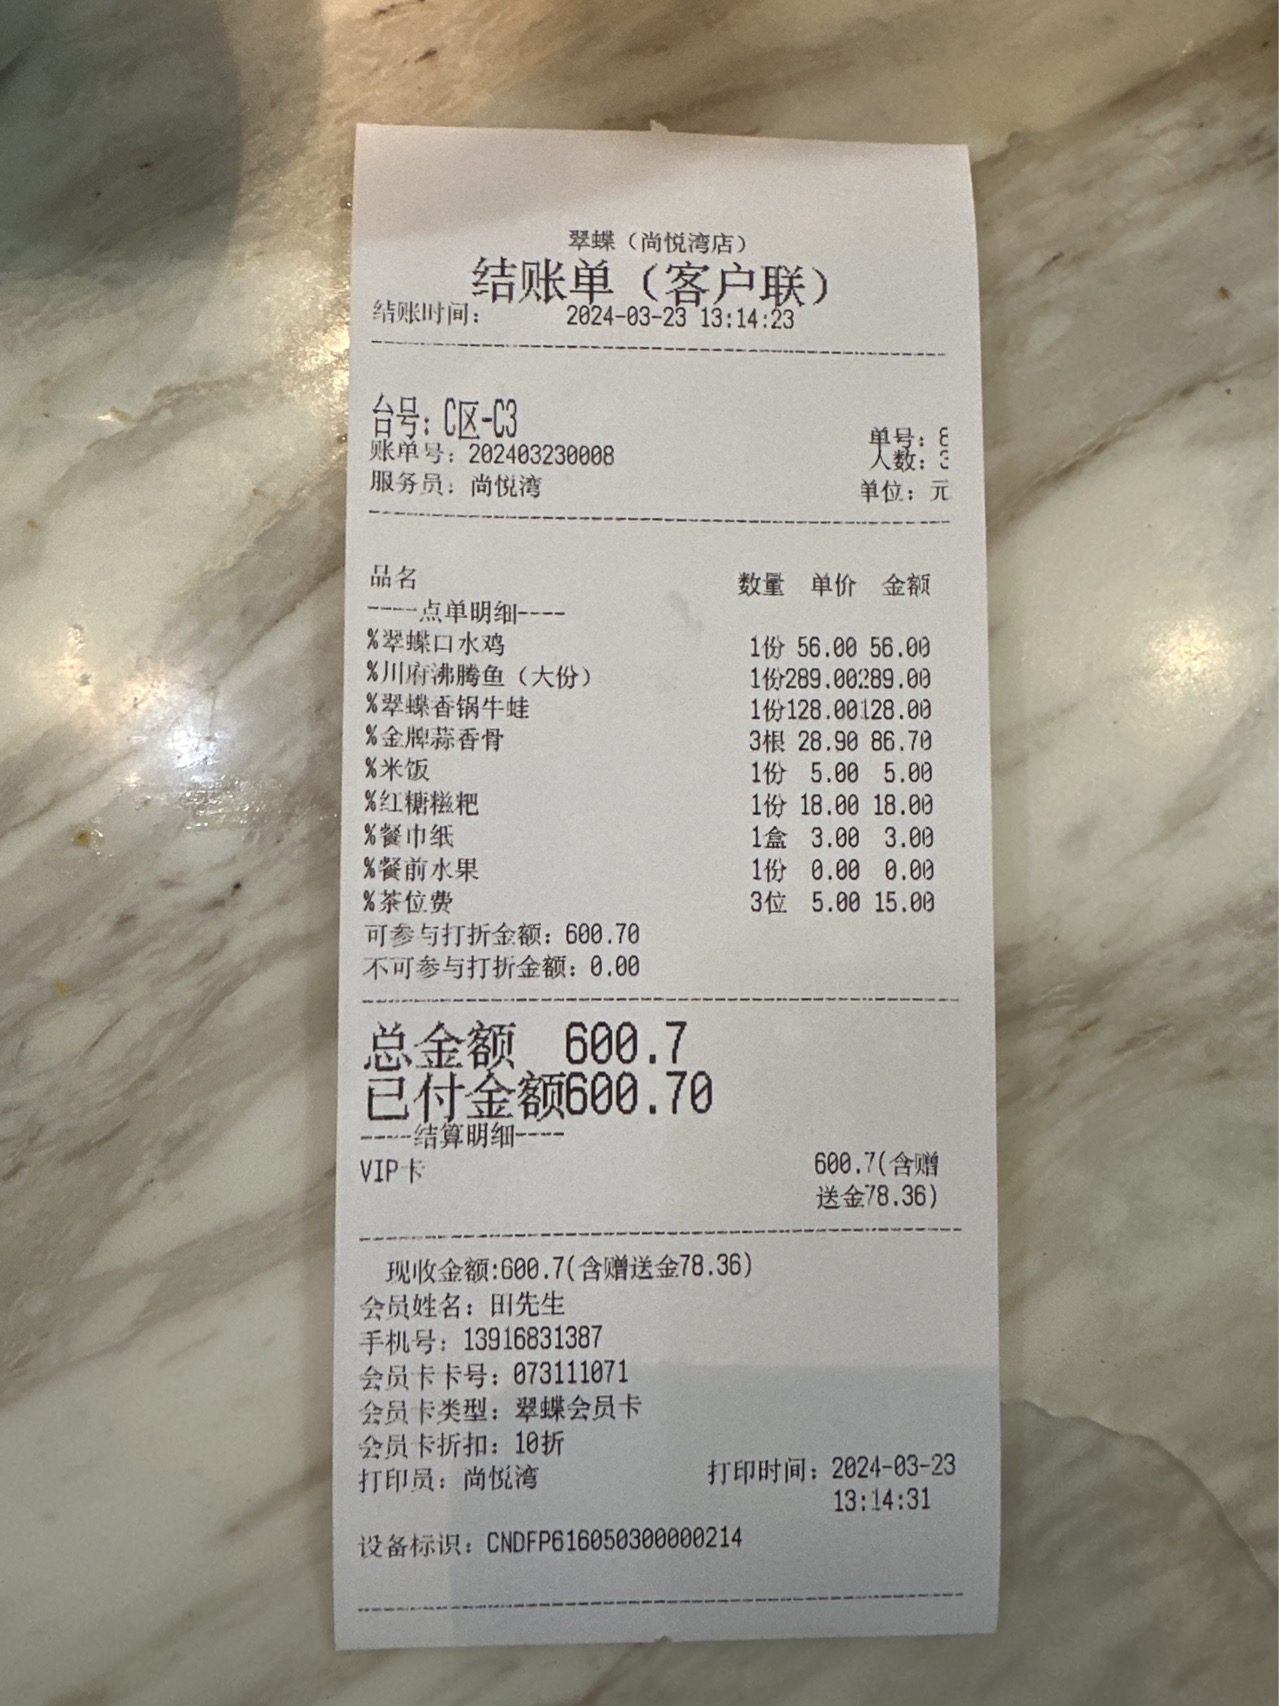 翠蝶（尚悦湾店）
结账单（客户联）
结账时间： 2024-03-23 13:14:23
台号: C区-C3
单号: 8
账单号: 202403230008
人数: 3
服务员: 尚悦湾
单位: 元
品名 数量 单价 金额
----点单明细----
%翠蝶口水鸡 1份 56.00 56.00
%川府沸腾鱼（大份） 1份289.00289.00
%翠蝶香锅牛蛙 1份128.00128.00
%金牌蒜香骨 3根 28.90 86.70
%米饭 1份 5.00 5.00
%红糖糍粑 1份 18.00 18.00
%餐巾纸 1盒 3.00 3.00
%餐前水果 1份 0.00 0.00
%茶位费 3位 5.00 15.00
可参与打折金额: 600.70
不可参与打折金额: 0.00
总金额 600.7
已付金额600.70
----结算明细----
VIP卡 600.7(含赠
送金78.36)
现收金额:600.7(含赠送金78.36)
会员姓名: 田先生
手机号: 13916831387
会员卡卡号: 073111071
会员卡类型: 翠蝶会员卡
会员卡折扣: 10折
打印员: 尚悦湾 打印时间: 2024-03-23
13:14:31
设备标识: CNDFP616050300000214